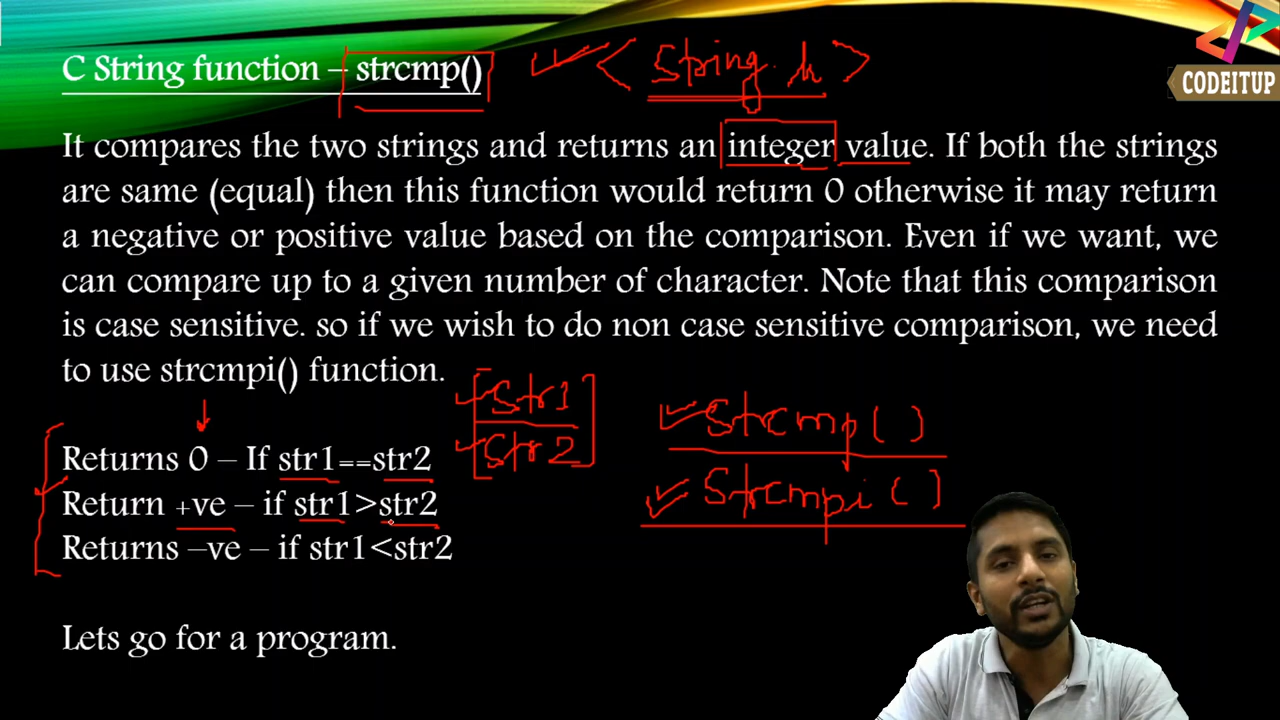 C String function – strcmp()
< String.h >
CODEITUP
It compares the two strings and returns an integer value. If both the strings
are same (equal) then this function would return 0 otherwise it may return
a negative or positive value based on the comparison. Even if we want, we
can compare up to a given number of character. Note that this comparison
is case sensitive. so if we wish to do non case sensitive comparison, we need
to use strcmpi() function.
Str1
Str2
Strcmp()
Strcmpi()
Returns 0 – If str1==str2
Return +ve – if str1>str2
Returns –ve – if str1<str2
Lets go for a program.